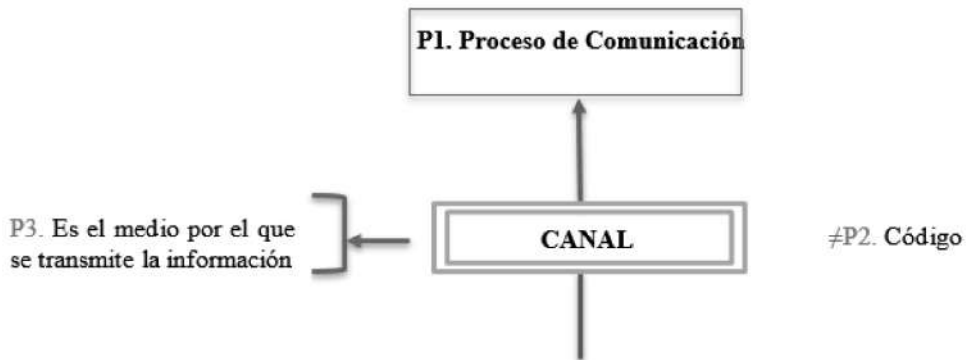 P1. Proceso de Comunicación
P3. Es el medio por el que
se transmite la información
CANAL
≠P2. Código